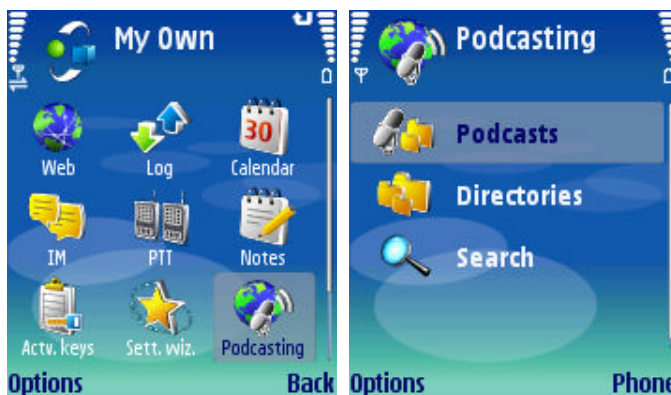 My Own
Web Log Calendar
30
IM PTT Notes
Actv. keys Sett. wiz. Podcasting
Options Back
Podcasting
Podcasts
Directories
Search
Options Phone